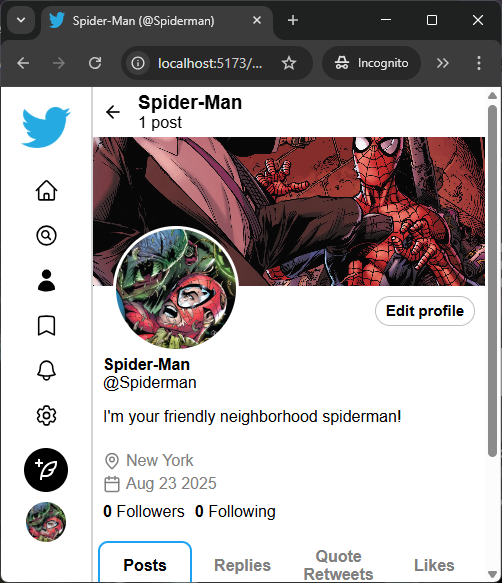 Spider-Man (@Spiderman)
localhost:5173/...
Incognito
Spider-Man
1 post
Edit profile
Spider-Man
@Spiderman
I'm your friendly neighborhood spiderman!
New York
Aug 23 2025
0 Followers 0 Following
Posts
Replies
Quote
Retweets
Likes